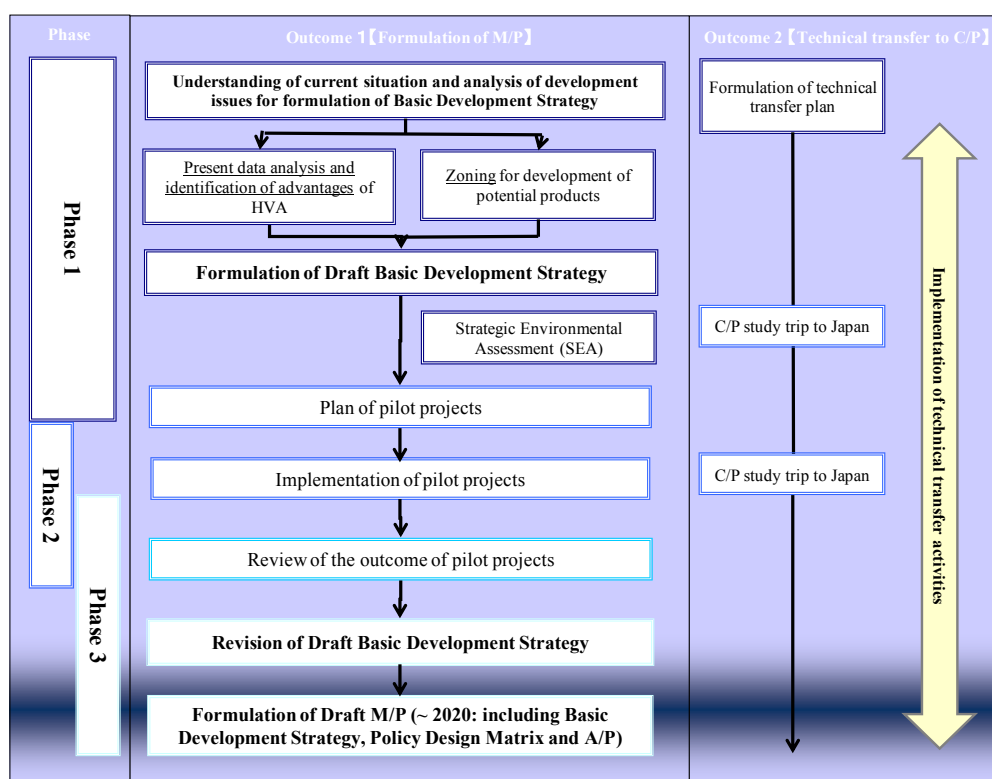 Phase
Outcome 1【Formulation of M/P】
Outcome 2【Technical transfer to C/P】
Understanding of current situation and analysis of development
issues for formulation of Basic Development Strategy
Present data analysis and
identification of advantages of
HVA
Zoning for development of
potential products
Formulation of Draft Basic Development Strategy
Strategic Environmental
Assessment (SEA)
Plan of pilot projects
Implementation of pilot projects
Review of the outcome of pilot projects
Revision of Draft Basic Development Strategy
Formulation of Draft M/P (~ 2020: including Basic
Development Strategy, Policy Design Matrix and A/P)
Phase 1
Phase 2
Phase 3
Formulation of technical
transfer plan
C/P study trip to Japan
C/P study trip to Japan
Implementation of technical transfer activities